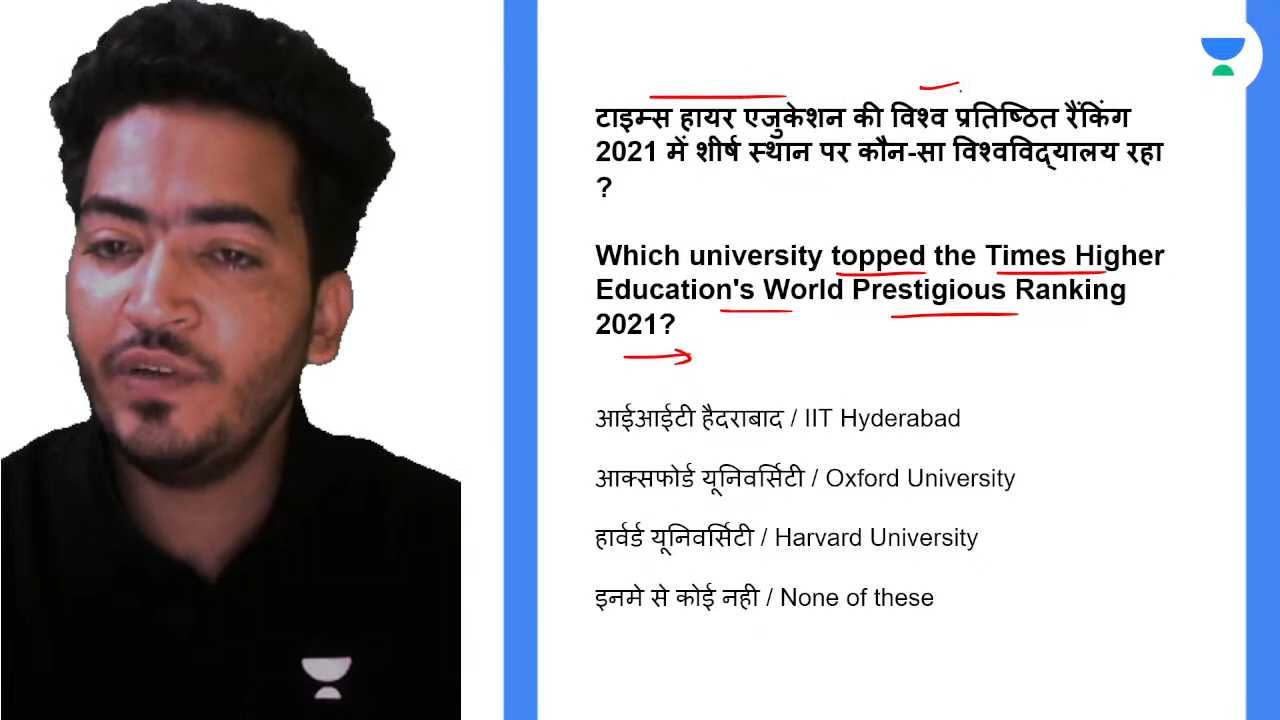 टाइम्स हायर एजुकेशन की विश्व प्रतिष्ठित रैंकिंग
2021 में शीर्ष स्थान पर कौन-सा विश्वविद्यालय रहा
?
Which university topped the Times Higher
Education's World Prestigious Ranking
2021?
आईआईटी हैदराबाद / IIT Hyderabad
आक्सफोर्ड यूनिवर्सिटी / Oxford University
हार्वर्ड यूनिवर्सिटी / Harvard University
इनमे से कोई नही / None of these